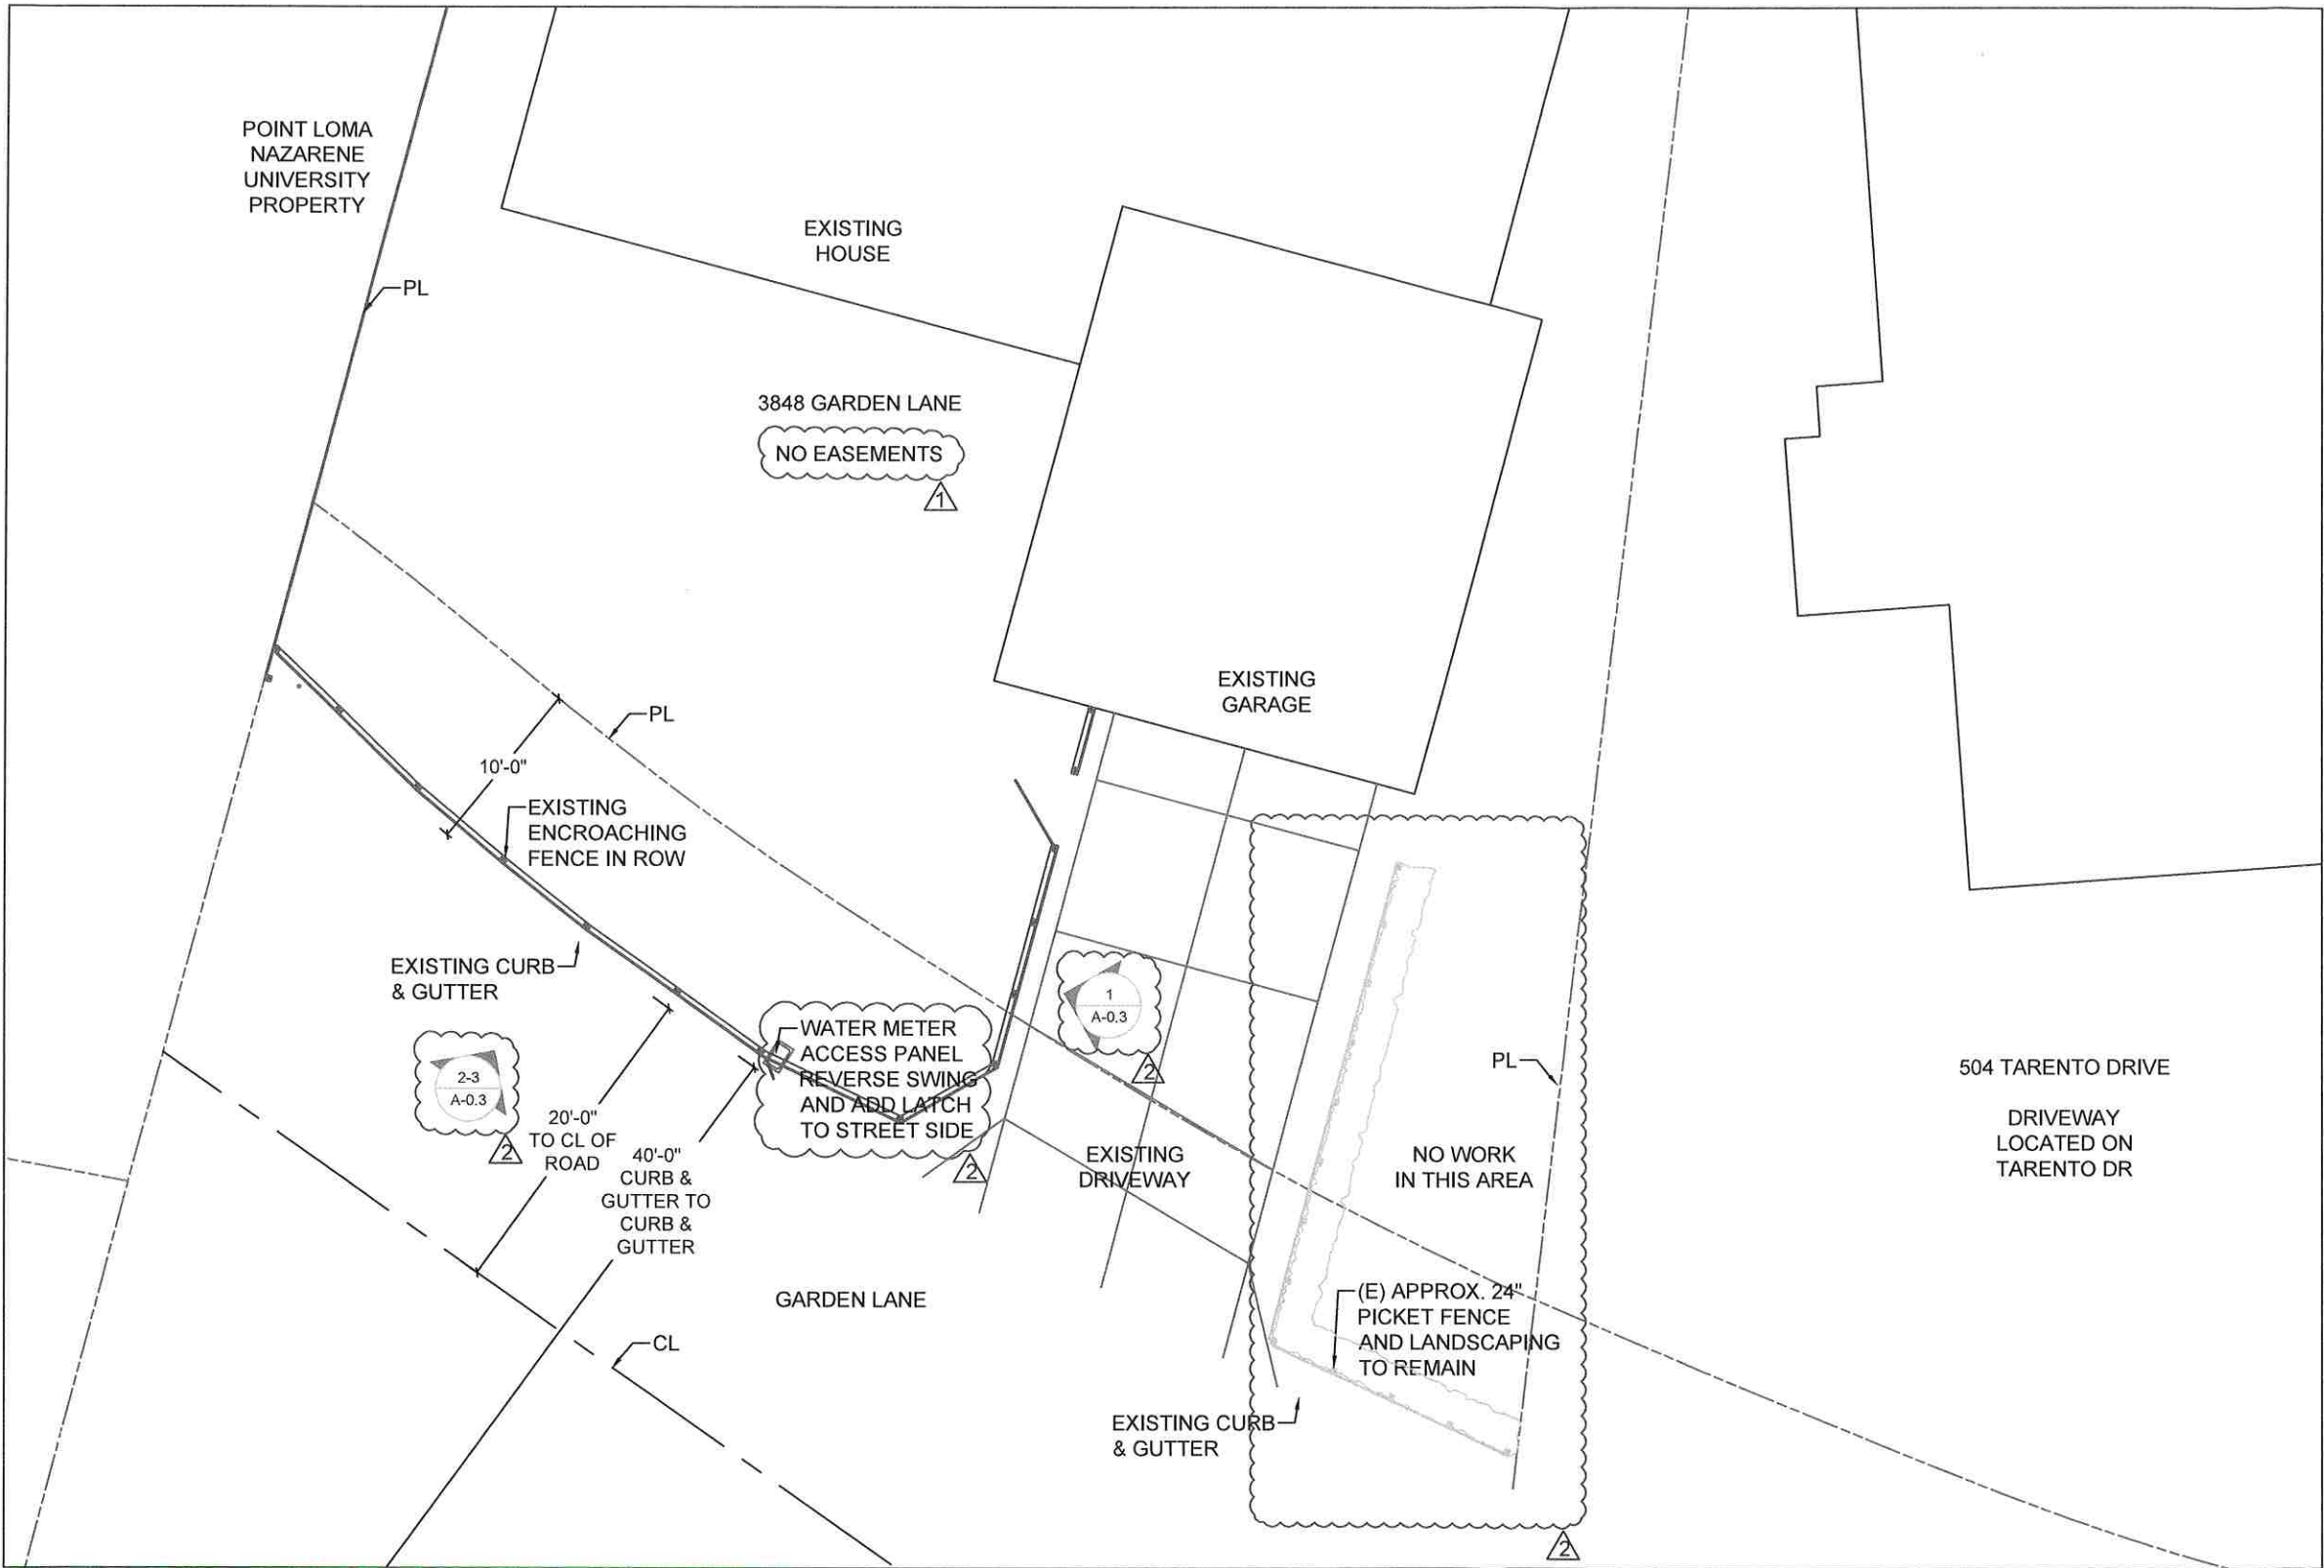 POINT LOMA
NAZARENE
UNIVERSITY
PROPERTY
EXISTING
HOUSE
PL
3848 GARDEN LANE
NO EASEMENTS
1
EXISTING
GARAGE
PL
10'-0"
EXISTING
ENCROACHING
FENCE IN ROW
EXISTING CURB
& GUTTER
1
A-0.3
2
WATER METER
ACCESS PANEL
REVERSE SWING
AND ADD LATCH
TO STREET SIDE
2
2-3
A-0.3
2
20'-0"
TO CL OF
ROAD
40'-0"
CURB &
GUTTER TO
CURB &
GUTTER
EXISTING
DRIVEWAY
PL
NO WORK
IN THIS AREA
504 TARENTO DRIVE
DRIVEWAY
LOCATED ON
TARENTO DR
GARDEN LANE
CL
(E) APPROX. 24"
PICKET FENCE
AND LANDSCAPING
TO REMAIN
EXISTING CURB
& GUTTER
2